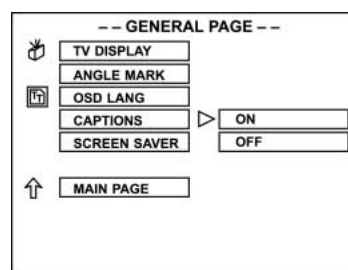 -- GENERAL PAGE --
TV DISPLAY
ANGLE MARK
OSD LANG
CAPTIONS
ON
SCREEN SAVER
OFF
MAIN PAGE